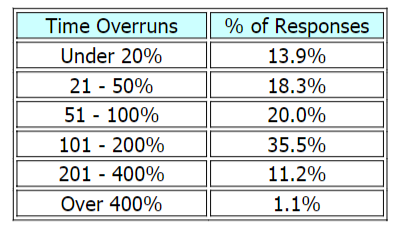 Time Overruns % of Responses
Under 20% 13.9%
21 - 50% 18.3%
51 - 100% 20.0%
101 - 200% 35.5%
201 - 400% 11.2%
Over 400% 1.1%